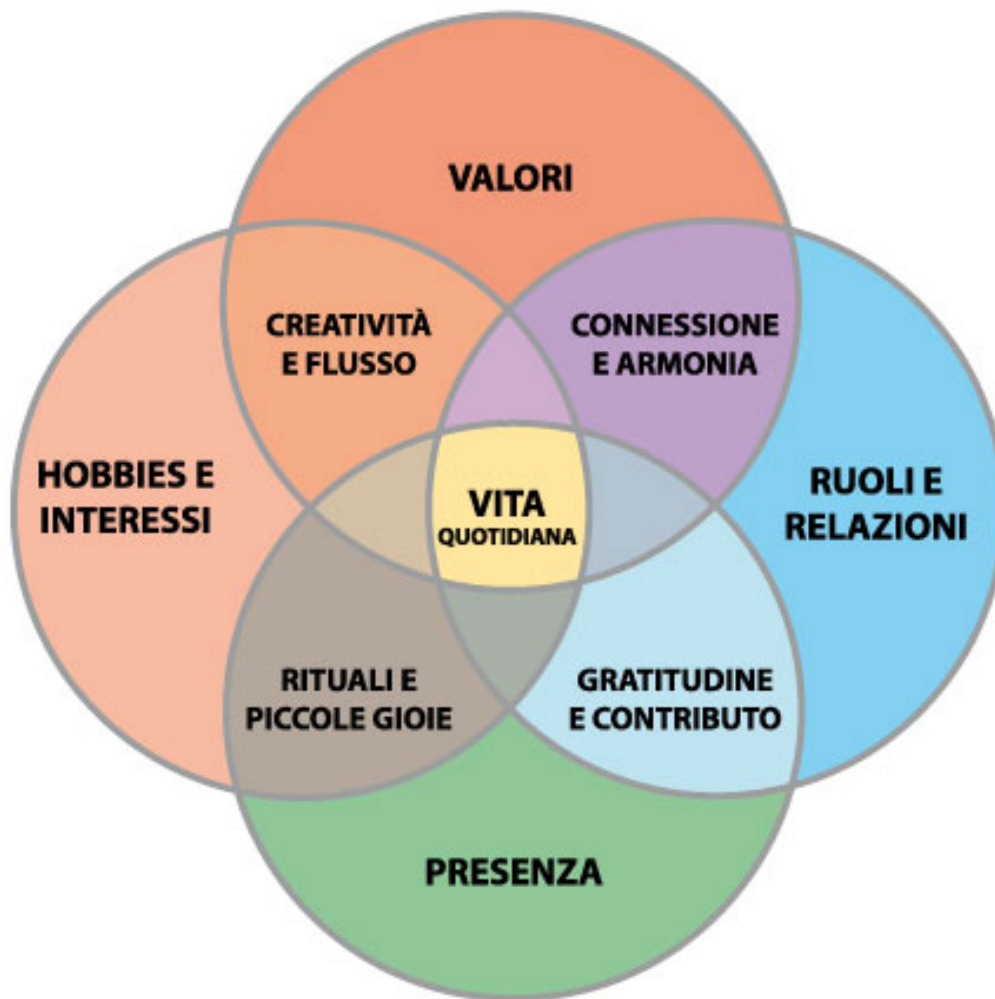 VALORI
CREATIVITÀ
E FLUSSO
CONNESSIONE
E ARMONIA
HOBBIES E
INTERESSI
VITA
QUOTIDIANA
RUOLI E
RELAZIONI
RITUALI E
PICCOLE GIOIE
GRATITUDINE
E CONTRIBUTO
PRESENZA